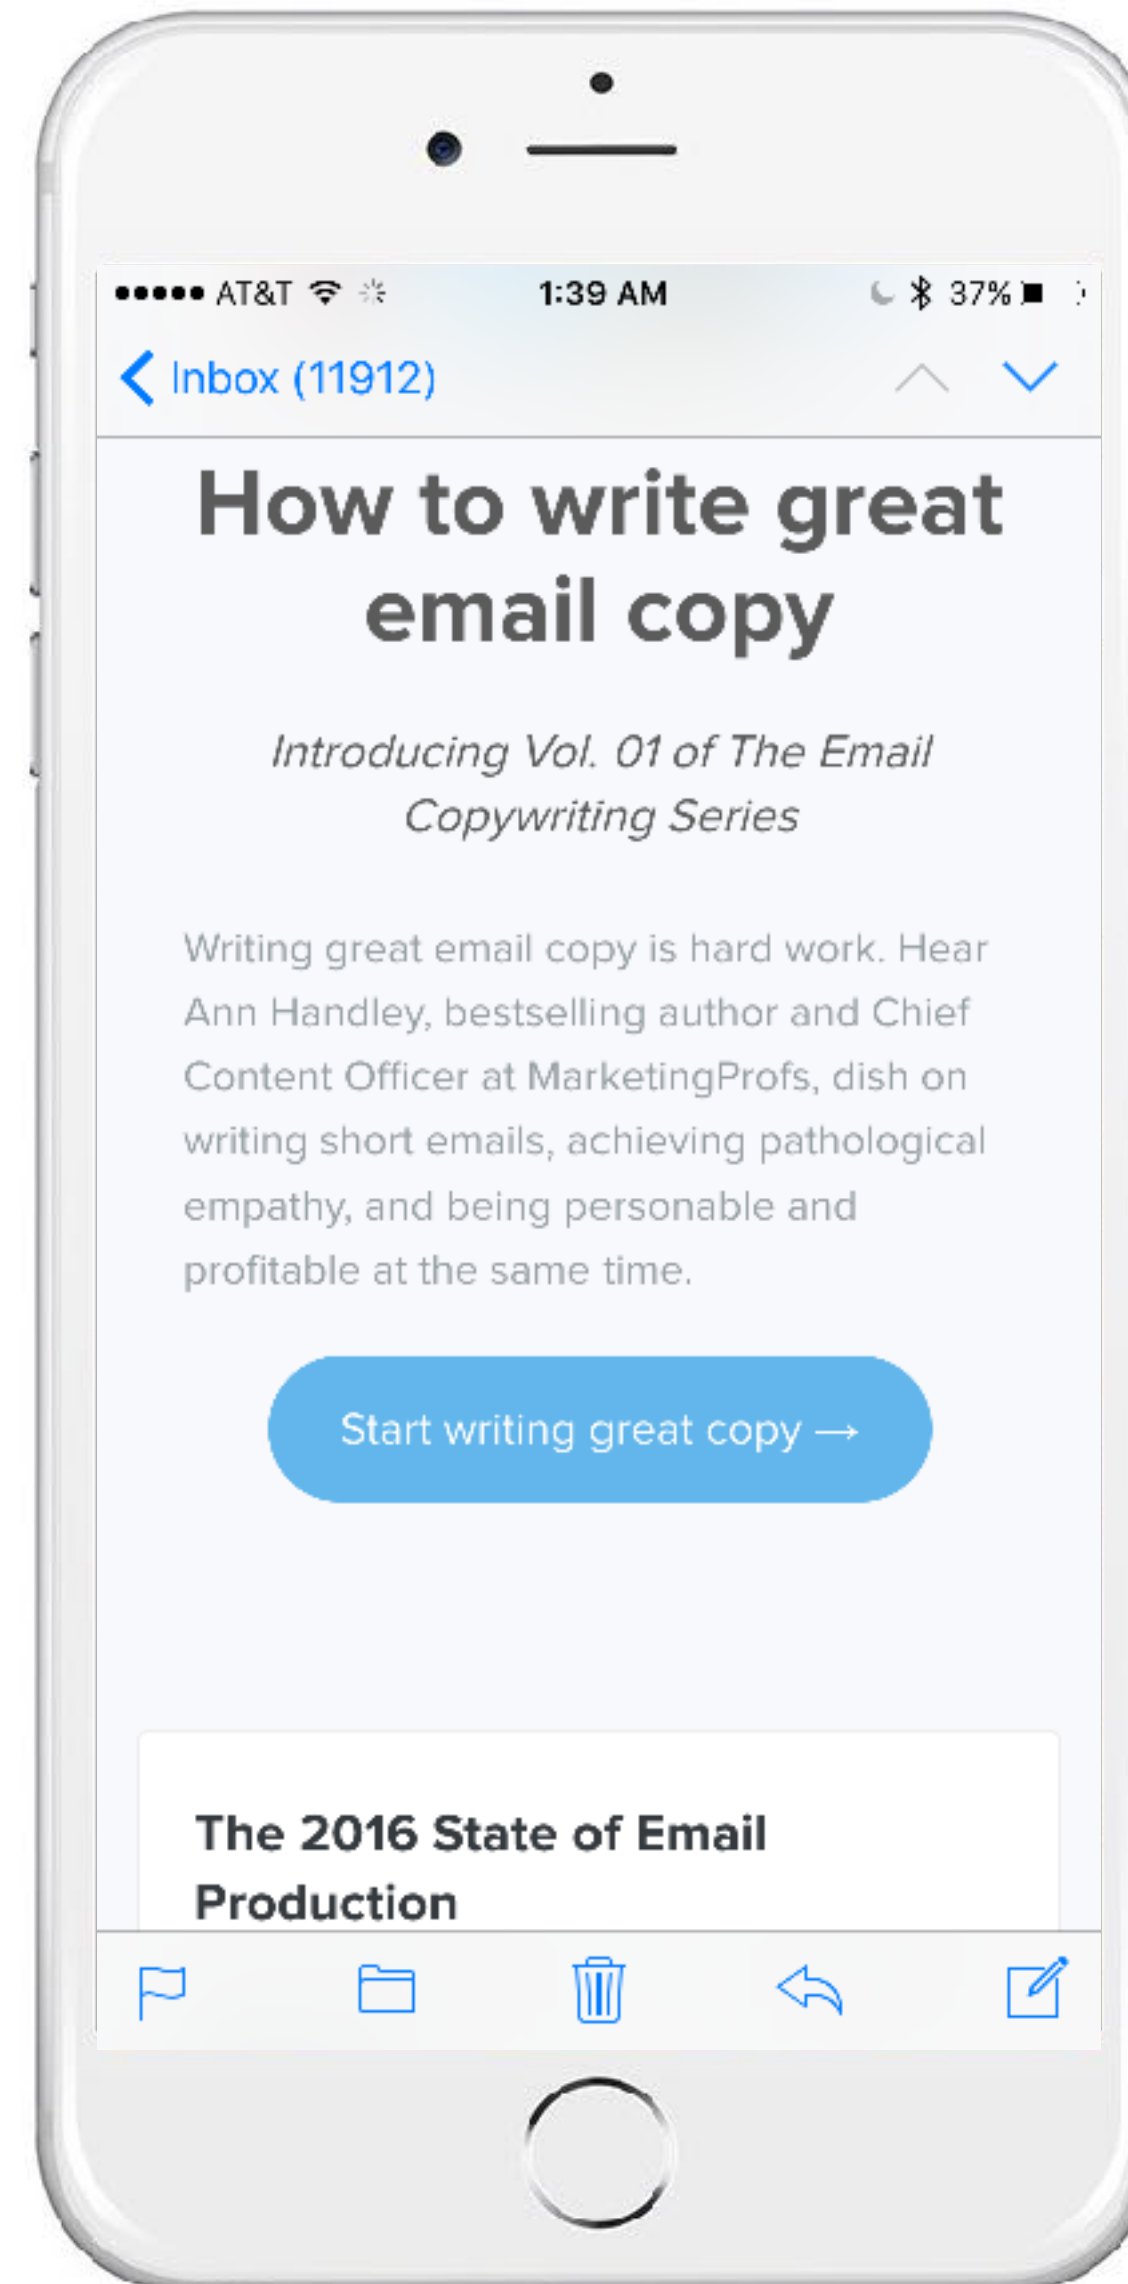 AT&T 1:39 AM 37%
Inbox (11912)
How to write great
email copy
Introducing Vol. 01 of The Email
Copywriting Series
Writing great email copy is hard work. Hear
Ann Handley, bestselling author and Chief
Content Officer at MarketingProfs, dish on
writing short emails, achieving pathological
empathy, and being personable and
profitable at the same time.
Start writing great copy →
The 2016 State of Email
Production